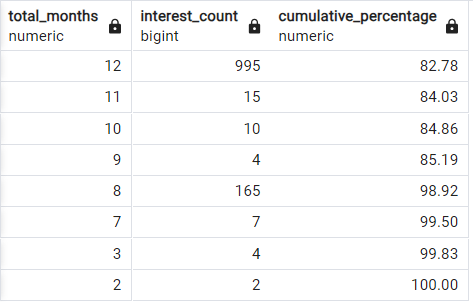 total_months interest_count cumulative_percentage
numeric bigint numeric
12 995 82.78
11 15 84.03
10 10 84.86
9 4 85.19
8 165 98.92
7 7 99.50
3 4 99.83
2 2 100.00